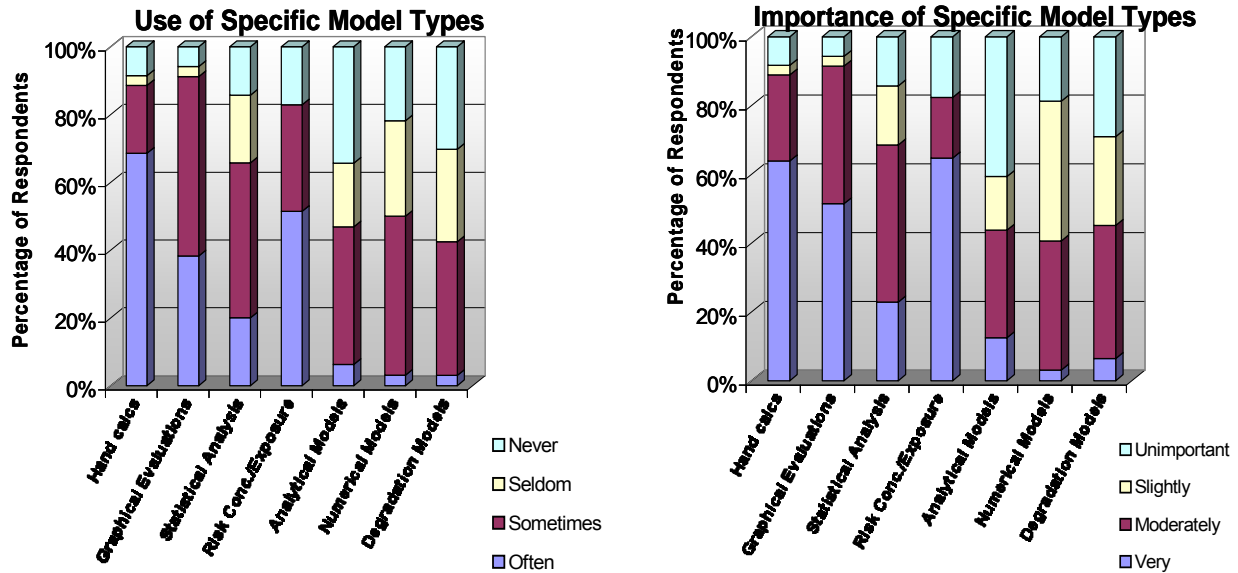 Use of Specific Model Types
Percentage of Respondents
100%
80%
60%
40%
20%
0%
Hand calcs
Graphical Evaluations
Statistical Analysis
Risk Conc./Exposure
Analytical Models
Numerical Models
Degradation Models
Never
Seldom
Sometimes
Often
Importance of Specific Model Types
Percentage of Respondents
100%
80%
60%
40%
20%
0%
Hand calcs
Graphical Evaluations
Statistical Analysis
Risk Conc./Exposure
Analytical Models
Numerical Models
Degradation Models
Unimportant
Slightly
Moderately
Very